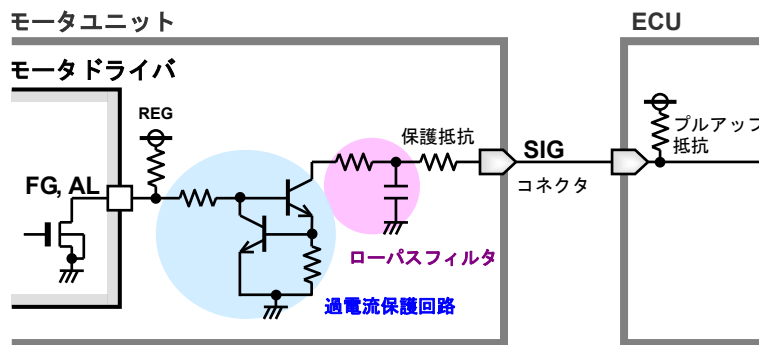 モータユニット
ECU
モータドライバ
REG
保護抵抗
SIG
プルアップ
抵抗
FG, AL
コネクタ
ローパスフィルタ
過電流保護回路